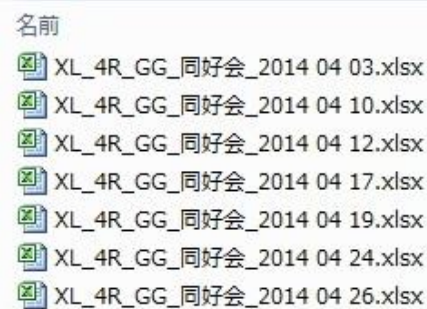 名前
XL_4R_GG_同好会_2014 04 03.xlsx
XL_4R_GG_同好会_2014 04 10.xlsx
XL_4R_GG_同好会_2014 04 12.xlsx
XL_4R_GG_同好会_2014 04 17.xlsx
XL_4R_GG_同好会_2014 04 19.xlsx
XL_4R_GG_同好会_2014 04 24.xlsx
XL_4R_GG_同好会_2014 04 26.xlsx